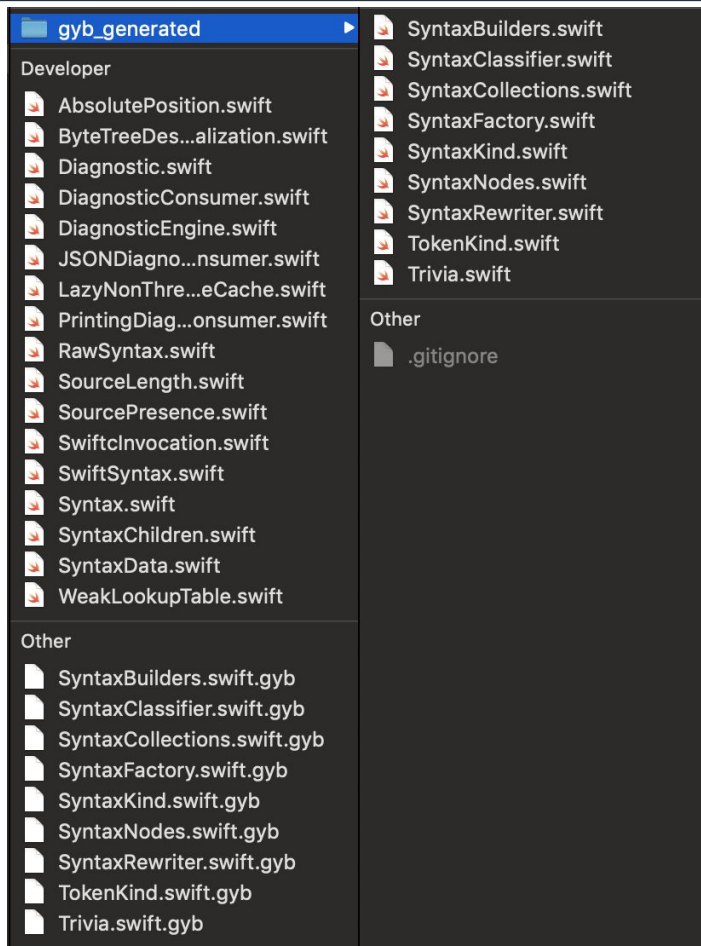 gyb_generated
Developer
AbsolutePosition.swift
ByteTreeDes...alization.swift
Diagnostic.swift
DiagnosticConsumer.swift
DiagnosticEngine.swift
JSONDiagno...nsumer.swift
LazyNonThre...eCache.swift
PrintingDiag...onsumer.swift
RawSyntax.swift
SourceLength.swift
SourcePresence.swift
SwiftcInvocation.swift
SwiftSyntax.swift
Syntax.swift
SyntaxChildren.swift
SyntaxData.swift
WeakLookupTable.swift
Other
SyntaxBuilders.swift.gyb
SyntaxClassifier.swift.gyb
SyntaxCollections.swift.gyb
SyntaxFactory.swift.gyb
SyntaxKind.swift.gyb
SyntaxNodes.swift.gyb
SyntaxRewriter.swift.gyb
TokenKind.swift.gyb
Trivia.swift.gyb
SyntaxBuilders.swift
SyntaxClassifier.swift
SyntaxCollections.swift
SyntaxFactory.swift
SyntaxKind.swift
SyntaxNodes.swift
SyntaxRewriter.swift
TokenKind.swift
Trivia.swift
Other
.gitignore